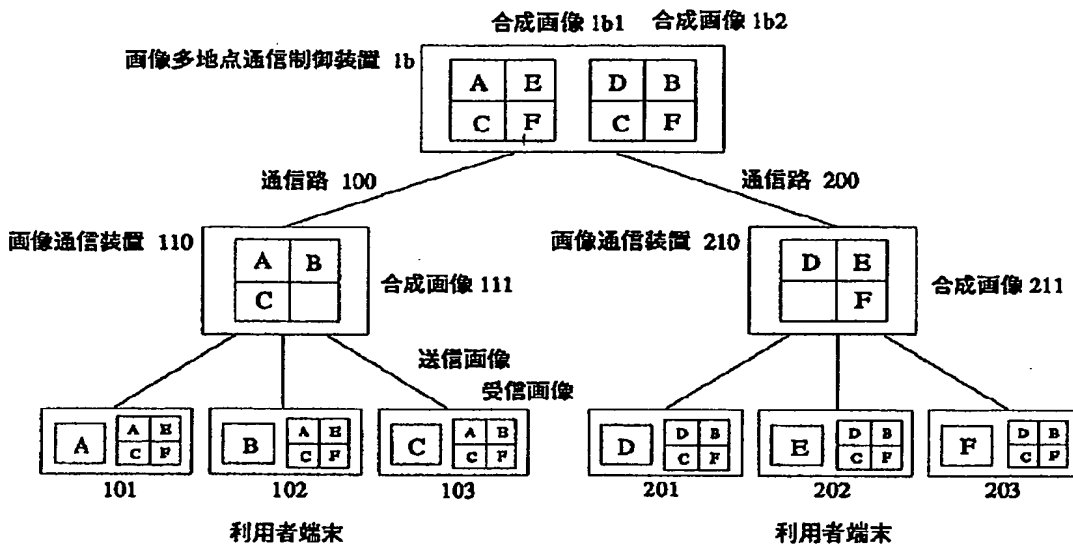 合成画像 1b1 合成画像 1b2
画像多地点通信制御装置 1b
A E D B
C F C F
通信路 100 通信路 200
画像通信装置 110 画像通信装置 210
A B D E
C F
合成画像 111 合成画像 211
送信画像
受信画像
A A E B A E C A B D D B E D B F D B
C F C F C F C F C F C F
101 102 103 201 202 203
利用者端末 利用者端末